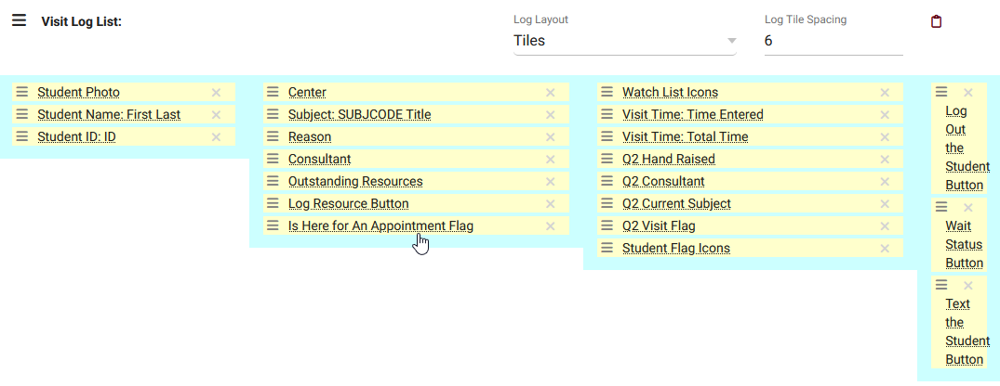 Visit Log List:
Log Layout
Tiles
Log Tile Spacing
6
Student Photo
Student Name: First Last
Student ID: ID
Center
Subject: SUBJCODE Title
Reason
Consultant
Outstanding Resources
Log Resource Button
Is Here for An Appointment Flag
Watch List Icons
Visit Time: Time Entered
Visit Time: Total Time
Q2 Hand Raised
Q2 Consultant
Q2 Current Subject
Q2 Visit Flag
Student Flag Icons
Log
Out
the
Student
Button
Wait
Status
Button
Text
the
Student
Button